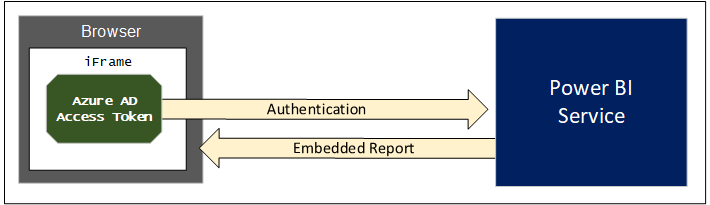 Browser
iFrame
Azure AD
Access Token
Authentication
Embedded Report
Power BI
Service